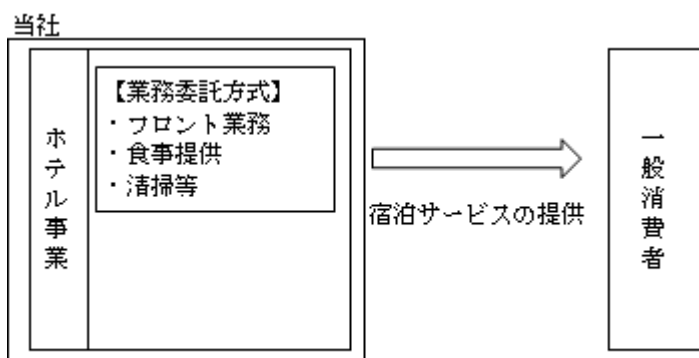 当社
ホテル事業
【業務委託方式】
・フロント業務
・食事提供
・清掃等
宿泊サービスの提供
一般消費者